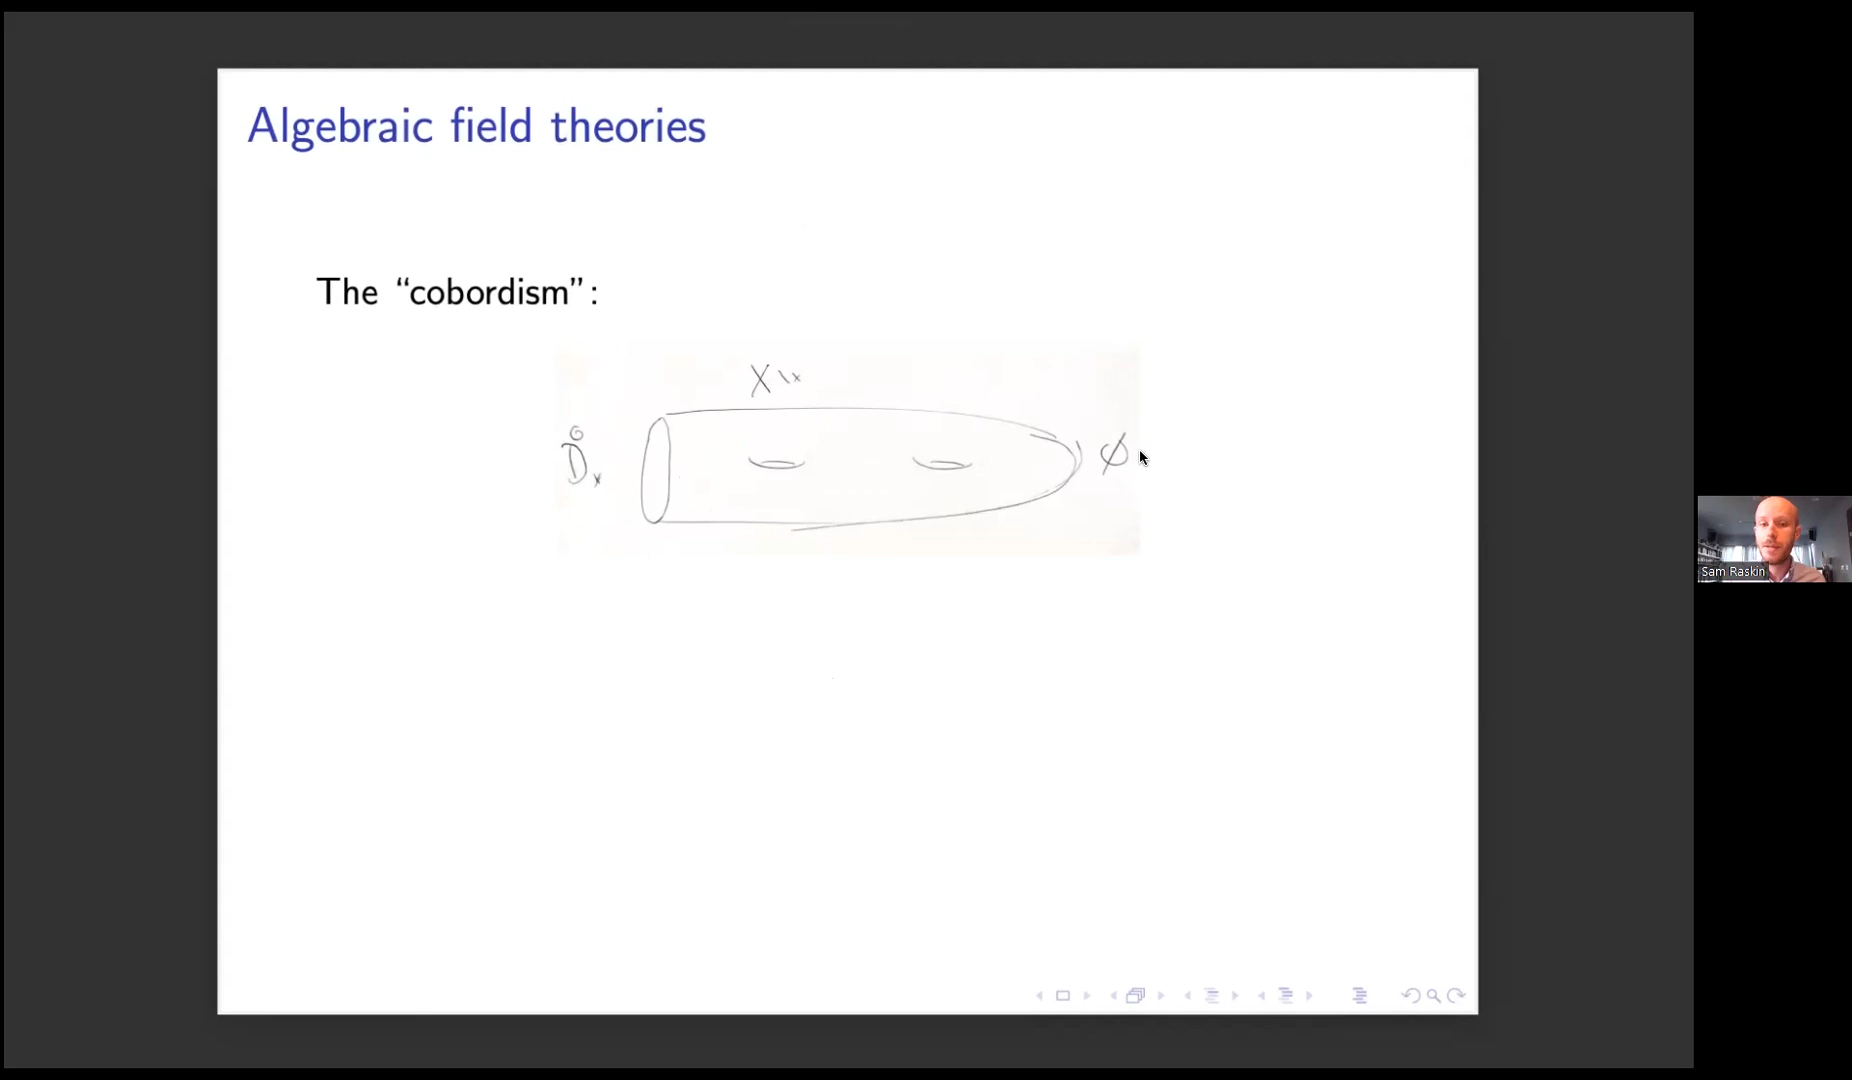 Algebraic field theories
The “cobordism”:
X \ x
D̊ₓ
∅
Sam Raskin